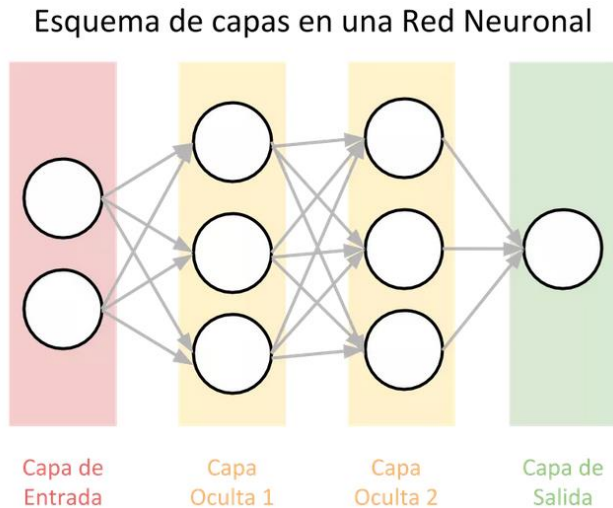 Esquema de capas en una Red Neuronal
Capa de
Entrada
Capa
Oculta 1
Capa
Oculta 2
Capa de
Salida